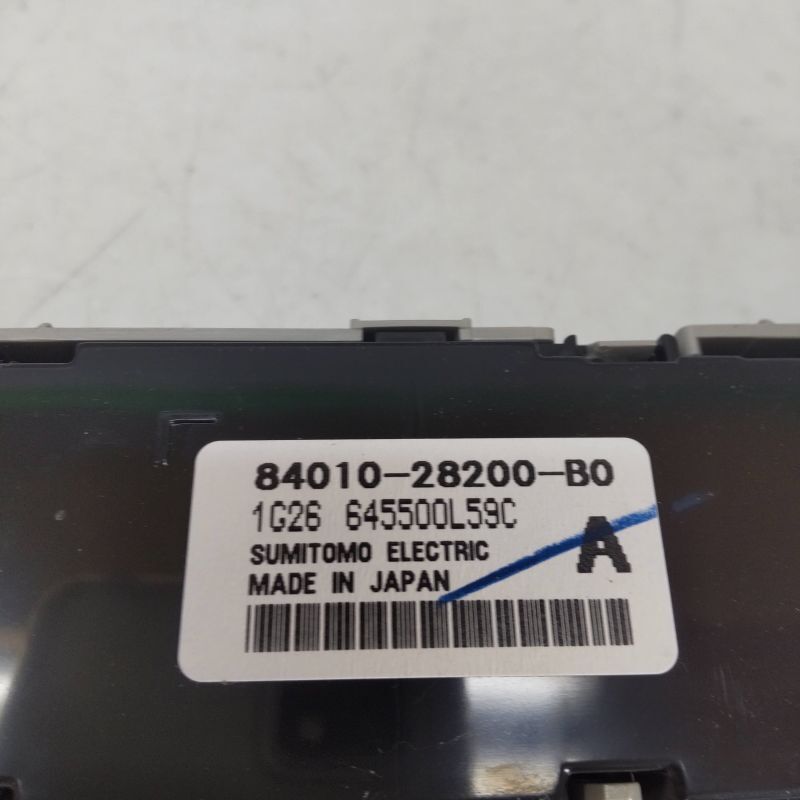 84010-28200-B0
1G26 645500L59C
SUMITOMO ELECTRIC
A
MADE IN JAPAN